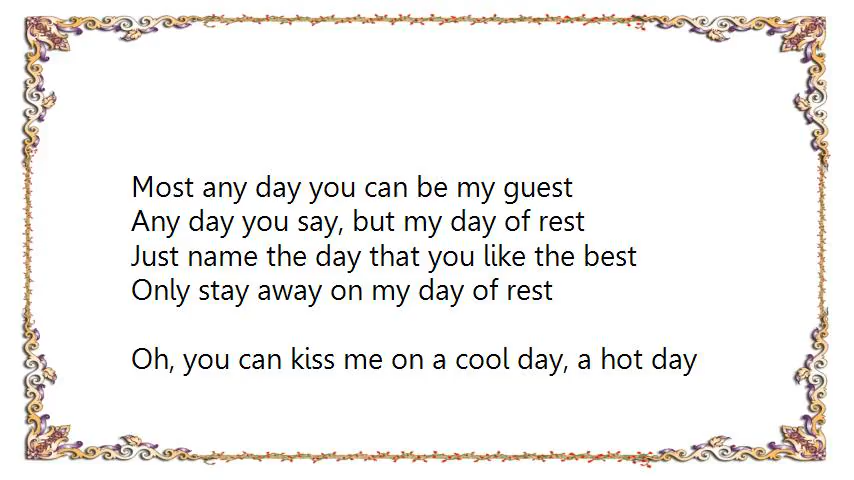 Most any day you can be my guest
Any day you say, but my day of rest
Just name the day that you like the best
Only stay away on my day of rest
Oh, you can kiss me on a cool day, a hot day